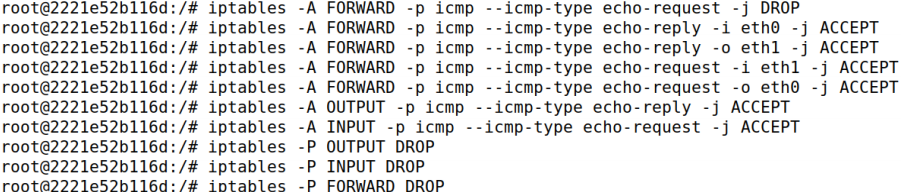 root@2221e52b116d:/# iptables -A FORWARD -p icmp --icmp-type echo-request -j DROP
root@2221e52b116d:/# iptables -A FORWARD -p icmp --icmp-type echo-reply -i eth0 -j ACCEPT
root@2221e52b116d:/# iptables -A FORWARD -p icmp --icmp-type echo-reply -o eth1 -j ACCEPT
root@2221e52b116d:/# iptables -A FORWARD -p icmp --icmp-type echo-request -i eth1 -j ACCEPT
root@2221e52b116d:/# iptables -A FORWARD -p icmp --icmp-type echo-request -o eth0 -j ACCEPT
root@2221e52b116d:/# iptables -A OUTPUT -p icmp --icmp-type echo-reply -j ACCEPT
root@2221e52b116d:/# iptables -A INPUT -p icmp --icmp-type echo-request -j ACCEPT
root@2221e52b116d:/# iptables -P OUTPUT DROP
root@2221e52b116d:/# iptables -P INPUT DROP
root@2221e52b116d:/# iptables -P FORWARD DROP